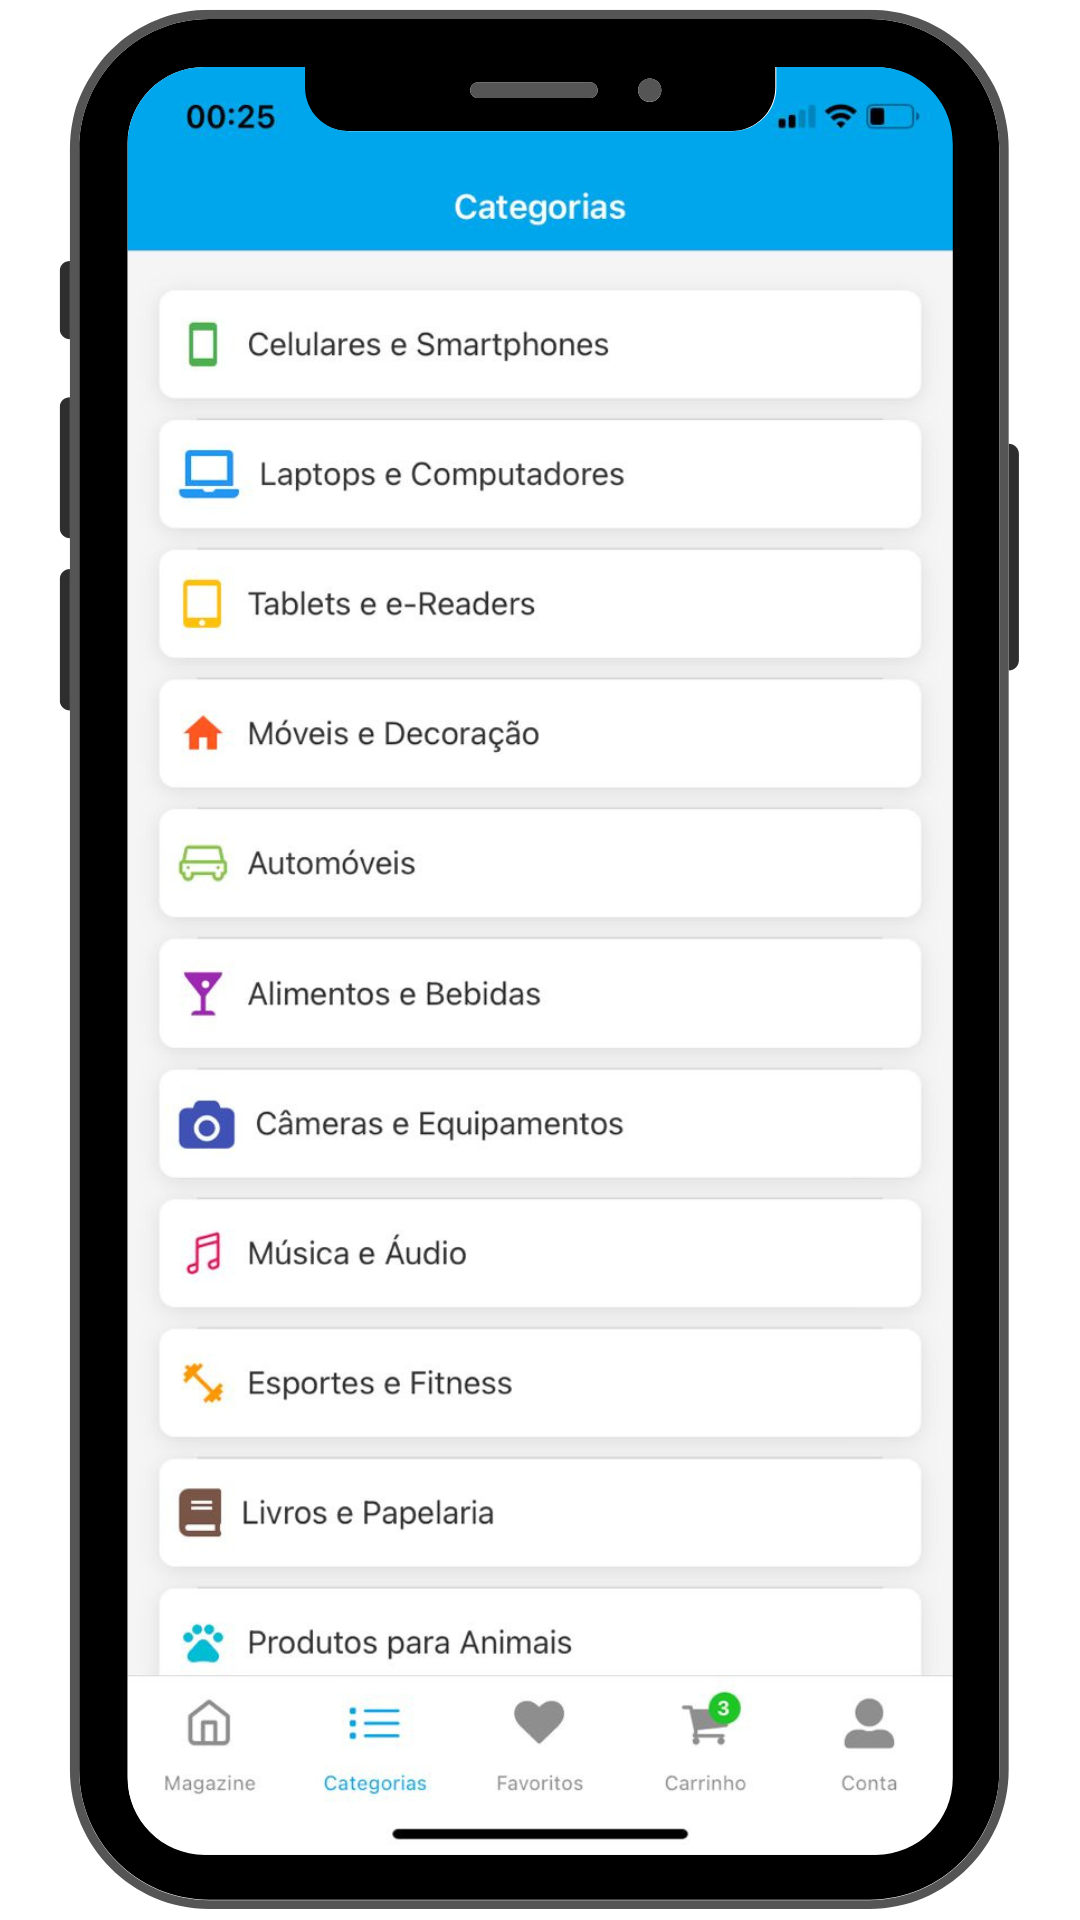 00:25
Categorias
Celulares e Smartphones
Laptops e Computadores
Tablets e e-Readers
Móveis e Decoração
Automóveis
Alimentos e Bebidas
Câmeras e Equipamentos
Música e Áudio
Esportes e Fitness
Livros e Papelaria
Produtos para Animais
3
Magazine Categorias Favoritos Carrinho Conta